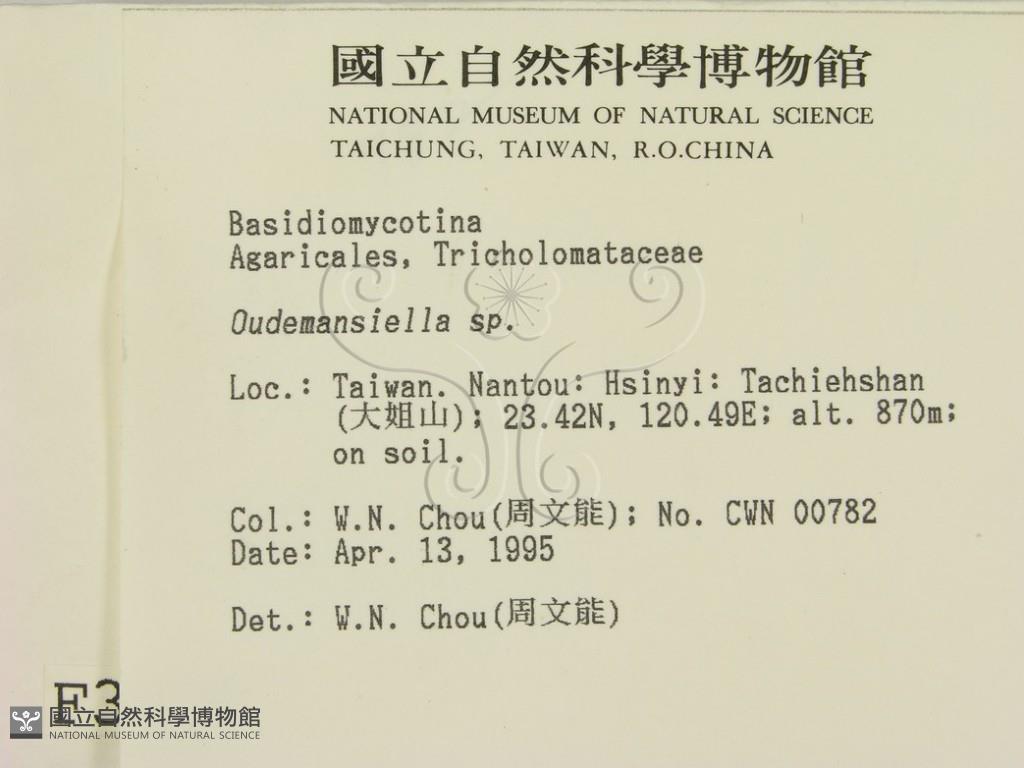 國立自然科學博物館
NATIONAL MUSEUM OF NATURAL SCIENCE
TAICHUNG, TAIWAN, R.O.CHINA
Basidiomycotina
Agaricales, Tricholomataceae
Oudemansiella sp.
Loc.: Taiwan. Nantou: Hsinyi: Tachiehshan
(大姐山); 23.42N, 120.49E; alt. 870m;
on soil.
Col.: W.N. Chou(周文能); No. CWN 00782
Date: Apr. 13, 1995
Det.: W.N. Chou(周文能)
國立自然科學博物館
NATIONAL MUSEUM OF NATURAL SCIENCE